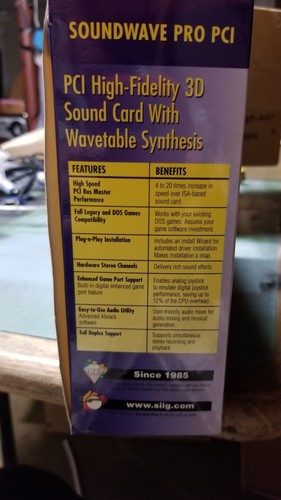 SOUNDWAVE PRO PCI
PCI High-Fidelity 3D
Sound Card With
Wavetable Synthesis
FEATURES BENEFITS
High Speed
PCI Bus Master
Performance
4 to 20 times increase in
speed over ISA-based
sound card.
Full Legacy and DOS Games
Compatibility
Works with your existing
DOS games. Assures your
game software investment.
Plug-n-Play Installation
Includes an Install Wizard for
automated driver installation.
Makes installation a snap.
Hardware Stereo Channels
Delivers rich sound effects.
Enhanced Game Port Support
Built-in digital enhanced game
port feature
Enables analog joystick
to emulate digital joystick
performance, saving up to
12% of the CPU overhead.
Easy-to-Use Audio Utility
Advanced Allorack
software
User-friendly audio mixer for
audio mixing and musical
generation.
Full Duplex Support
Supports simultaneous
stereo recording and
playback.
Since 1985
www.siig.com